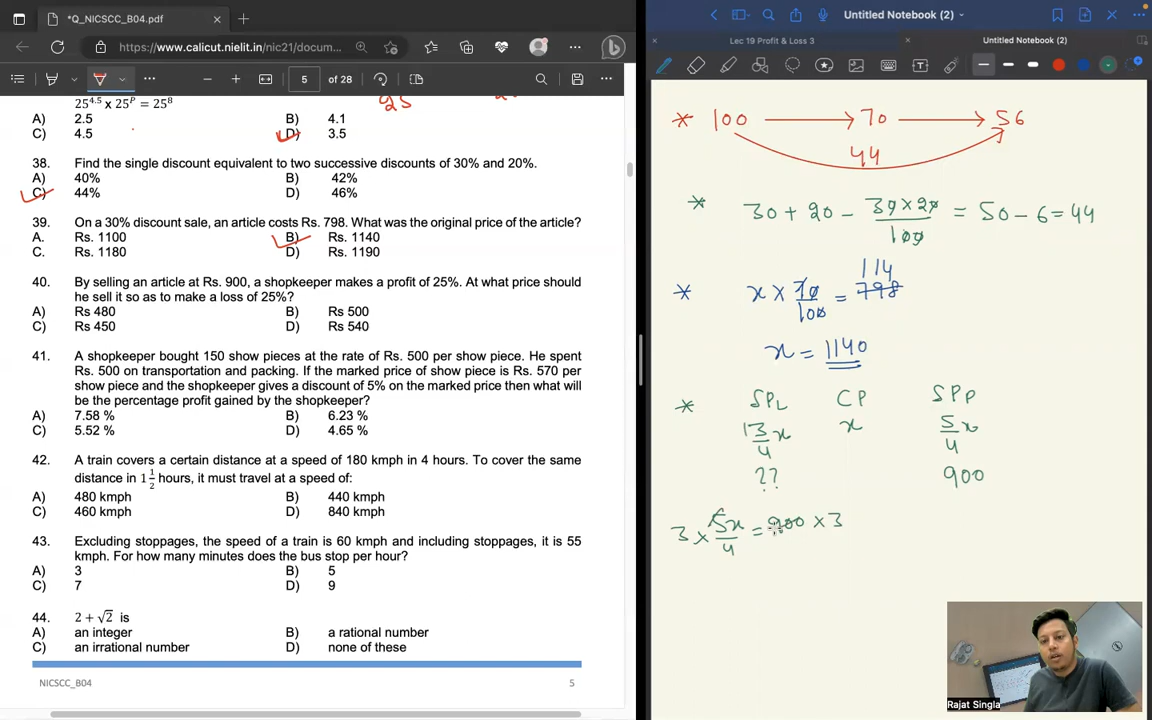 *Q_NICSCC_B04.pdf
https://www.calicut.nielit.in/nic21/docum...
5 of 28
25^4.5 x 25^P = 25^8
A) 2.5 B) 4.1
C) 4.5 D) 3.5
38. Find the single discount equivalent to two successive discounts of 30% and 20%.
A) 40% B) 42%
C) 44% D) 46%
39. On a 30% discount sale, an article costs Rs. 798. What was the original price of the article?
A. Rs. 1100 B) Rs. 1140
C. Rs. 1180 D) Rs. 1190
40. By selling an article at Rs. 900, a shopkeeper makes a profit of 25%. At what price should
he sell it so as to make a loss of 25%?
A) Rs 480 B) Rs 500
C) Rs 450 D) Rs 540
41. A shopkeeper bought 150 show pieces at the rate of Rs. 500 per show piece. He spent
Rs. 500 on transportation and packing. If the marked price of show piece is Rs. 570 per
show piece and the shopkeeper gives a discount of 5% on the marked price then what will
be the percentage profit gained by the shopkeeper?
A) 7.58 % B) 6.23 %
C) 5.52 % D) 4.65 %
42. A train covers a certain distance at a speed of 180 kmph in 4 hours. To cover the same
distance in 1 1/2 hours, it must travel at a speed of:
A) 480 kmph B) 440 kmph
C) 460 kmph D) 840 kmph
43. Excluding stoppages, the speed of a train is 60 kmph and including stoppages, it is 55
kmph. For how many minutes does the bus stop per hour?
A) 3 B) 5
C) 7 D) 9
44. 2 + √2 is
A) an integer B) a rational number
C) an irrational number D) none of these
NICSCC_B04 5
Untitled Notebook (2)
Lec 19 Profit & Loss 3 Untitled Notebook (2)
* 100 → 70 → 56
44
* 30 + 20 - 30 x 20/100 = 50 - 6 = 44
114
* x x 70/100 = 798
x = 1140
* SPL CP SPP
3/4 x x 5/4 x
?? 900
3 x 5x/4 = 900 x 3
Rajat Singla